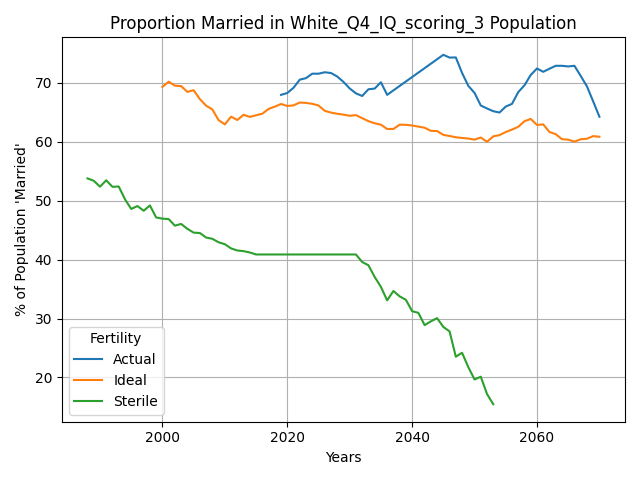 Proportion Married in White_Q4_IQ_scoring_3 Population
% of Population 'Married'
70
60
50
40
30
20
Fertility
Actual
Ideal
Sterile
2000 2020 2040 2060
Years